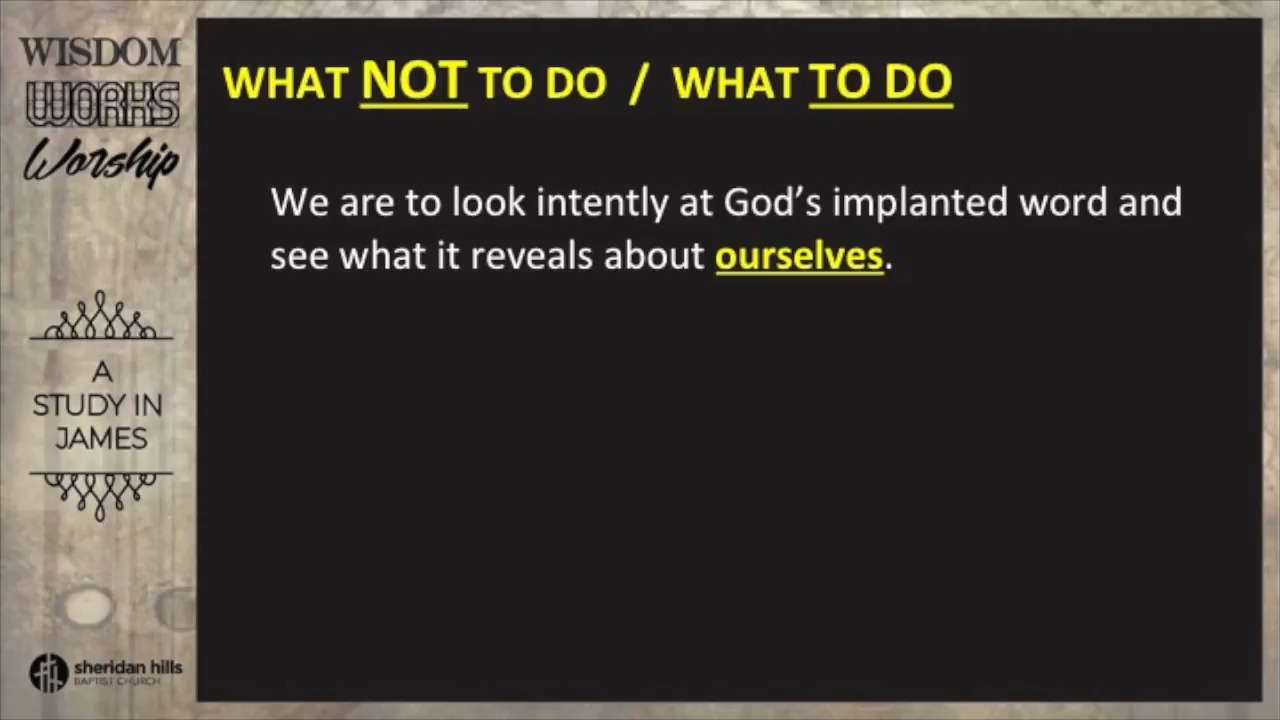 WISDOM
WORKS
Worship
A
STUDY IN
JAMES
sheridan hills
BAPTIST CHURCH
WHAT NOT TO DO / WHAT TO DO
We are to look intently at God’s implanted word and
see what it reveals about ourselves.